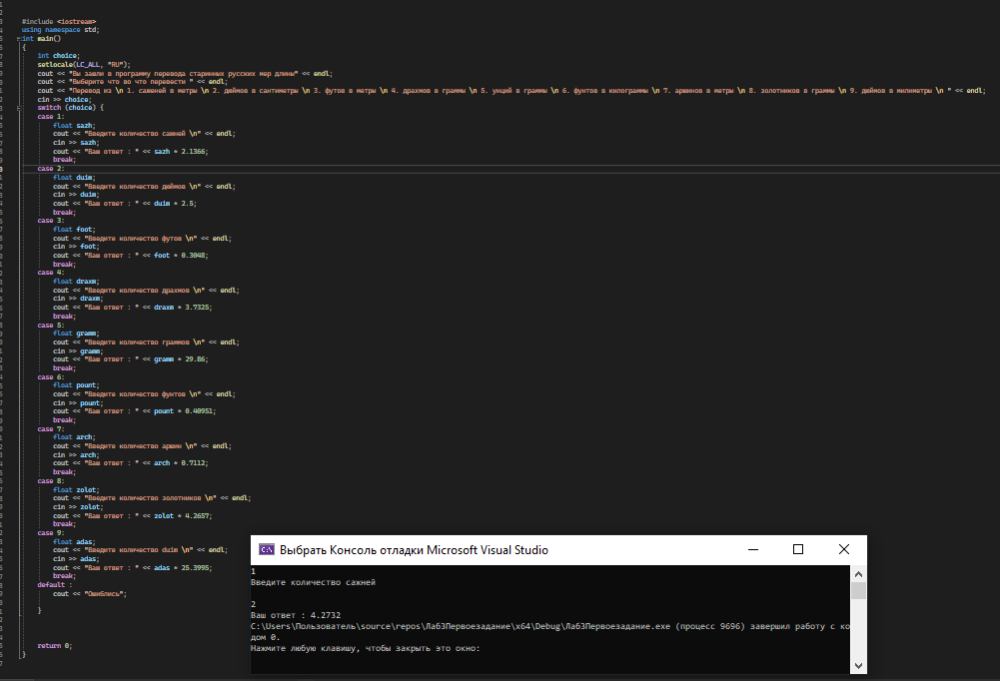 #include <iostream>
using namespace std;
int main()
{
int choice;
setlocale(LC_ALL, "RU");
cout << "Вы зашли в программу перевода старинных русских мер длины" << endl;
cout << "Выберите что во что перевести " << endl;
cout << "Перевод из \n 1. саженей в метры \n 2. дюймов в сантиметры \n 3. футов в метры \n 4. драхмов в граммы \n 5. унций в граммы \n 6. фунтов в килограммы \n 7. аршинов в метры \n 8. золотников в граммы \n 9. дюймов в милиметры \n " << endl;
cin >> choice;
switch (choice) {
case 1:
float sazh;
cout << "Введите количество сажней \n" << endl;
cin >> sazh;
cout << "Ваш ответ : " << sazh * 2.1366;
break;
case 2:
float duim;
cout << "Введите количество дюймов \n" << endl;
cin >> duim;
cout << "Ваш ответ : " << duim * 2.5;
break;
case 3:
float foot;
cout << "Введите количество футов \n" << endl;
cin >> foot;
cout << "Ваш ответ : " << foot * 0.3048;
break;
case 4:
float draxm;
cout << "Введите количество драхмов \n" << endl;
cin >> draxm;
cout << "Ваш ответ : " << draxm * 3.7325;
break;
case 5:
float gramm;
cout << "Введите количество граммов \n" << endl;
cin >> gramm;
cout << "Ваш ответ : " << gramm * 29.86;
break;
case 6:
float pount;
cout << "Введите количество фунтов \n" << endl;
cin >> pount;
cout << "Ваш ответ : " << pount * 0.40951;
break;
case 7:
float arch;
cout << "Введите количество аршин \n" << endl;
cin >> arch;
cout << "Ваш ответ : " << arch * 0.7112;
break;
case 8:
float zolot;
cout << "Введите количество золотников \n" << endl;
cin >> zolot;
cout << "Ваш ответ : " << zolot * 4.2657;
break;
case 9:
float adas;
cout << "Введите количество duim \n" << endl;
cin >> adas;
cout << "Ваш ответ : " << adas * 25.3995;
break;
default :
cout << "Ошиблись";
}
return 0;
}
Выбрать Консоль отладки Microsoft Visual Studio
1
Введите количество сажней
2
Ваш ответ : 4.2732
C:\Users\Пользователь\source\repos\Лаб3Первоезадание\x64\Debug\Лаб3Первоезадание.exe (процесс 9696) завершил работу с ко
дом 0.
Нажмите любую клавишу, чтобы закрыть это окно: